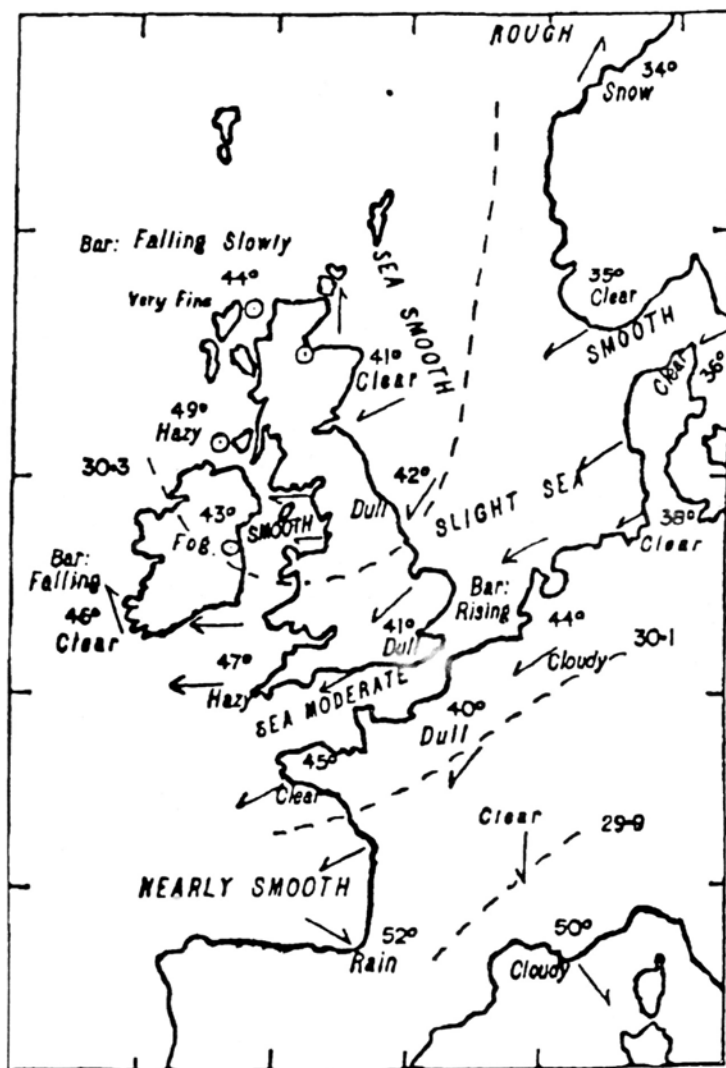 ROUGH
34°
Snow
Bar: Falling Slowly
44°
Very Fine
SEA SMOOTH
35°
Clear
SMOOTH
41°
Clear
Clear
36°
49°
Hazy
30-3
42°
Dull
SLIGHT SEA
43°
Fog.
SMOOTH
38°
Clear
Bar:
Falling
46°
Clear
Bar:
Rising
41°
Dull
44°
Cloudy
30-1
47°
Hazy
SEA MODERATE
40°
Dull
45°
Clear
Clear
29-9
NEARLY SMOOTH
52°
Rain
50°
Cloudy